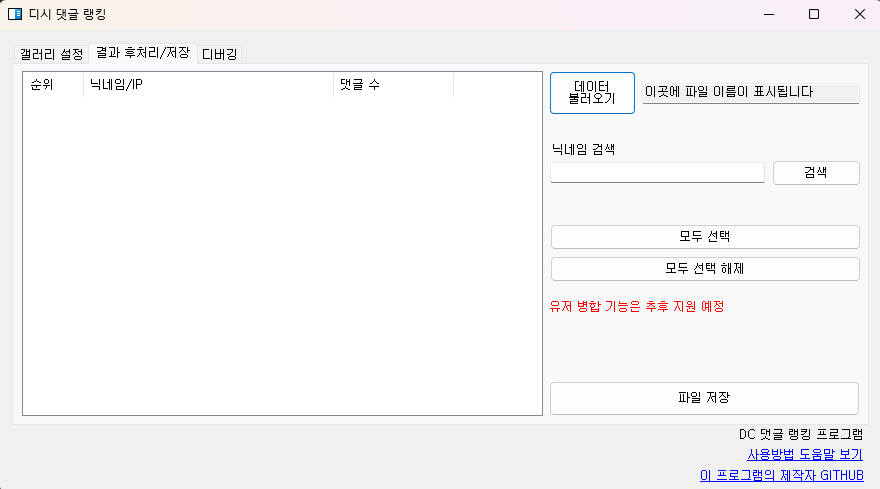 디시 댓글 랭킹
갤러리 설정 결과 후처리/저장 디버깅
순위 닉네임/IP 댓글 수
데이터
불러오기
이곳에 파일 이름이 표시됩니다
닉네임 검색
검색
모두 선택
모두 선택 해제
유저 병합 기능은 추후 지원 예정
파일 저장
DC 댓글 랭킹 프로그램
사용방법 도움말 보기
이 프로그램의 제작자 GITHUB